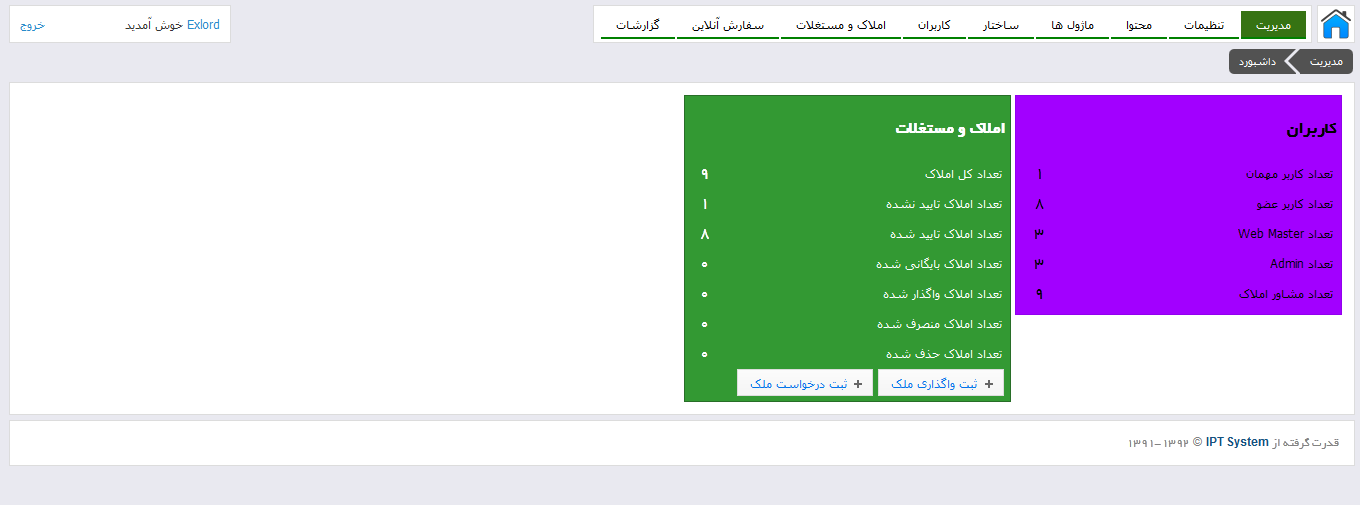 مدیریت تنظیمات محتوا ماژول ها ساختار کاربران املاک و مستغلات سفارش آنلاین گزارشات
Exlord خوش آمدید خروج
مدیریت داشبورد
کاربران
تعداد کاربر مهمان ۱
تعداد کاربر عضو ۸
تعداد Web Master ۳
تعداد Admin ۳
تعداد مشاور املاک ۹
املاک و مستغلات
تعداد کل املاک ۹
تعداد املاک تایید نشده ۱
تعداد املاک تایید شده ۸
تعداد املاک بایگانی شده ۰
تعداد املاک واگذار شده ۰
تعداد املاک منصرف شده ۰
تعداد املاک حذف شده ۰
+ ثبت واگذاری ملک + ثبت درخواست ملک
قدرت گرفته از IPT System © ۱۳۹۱-۱۳۹۲